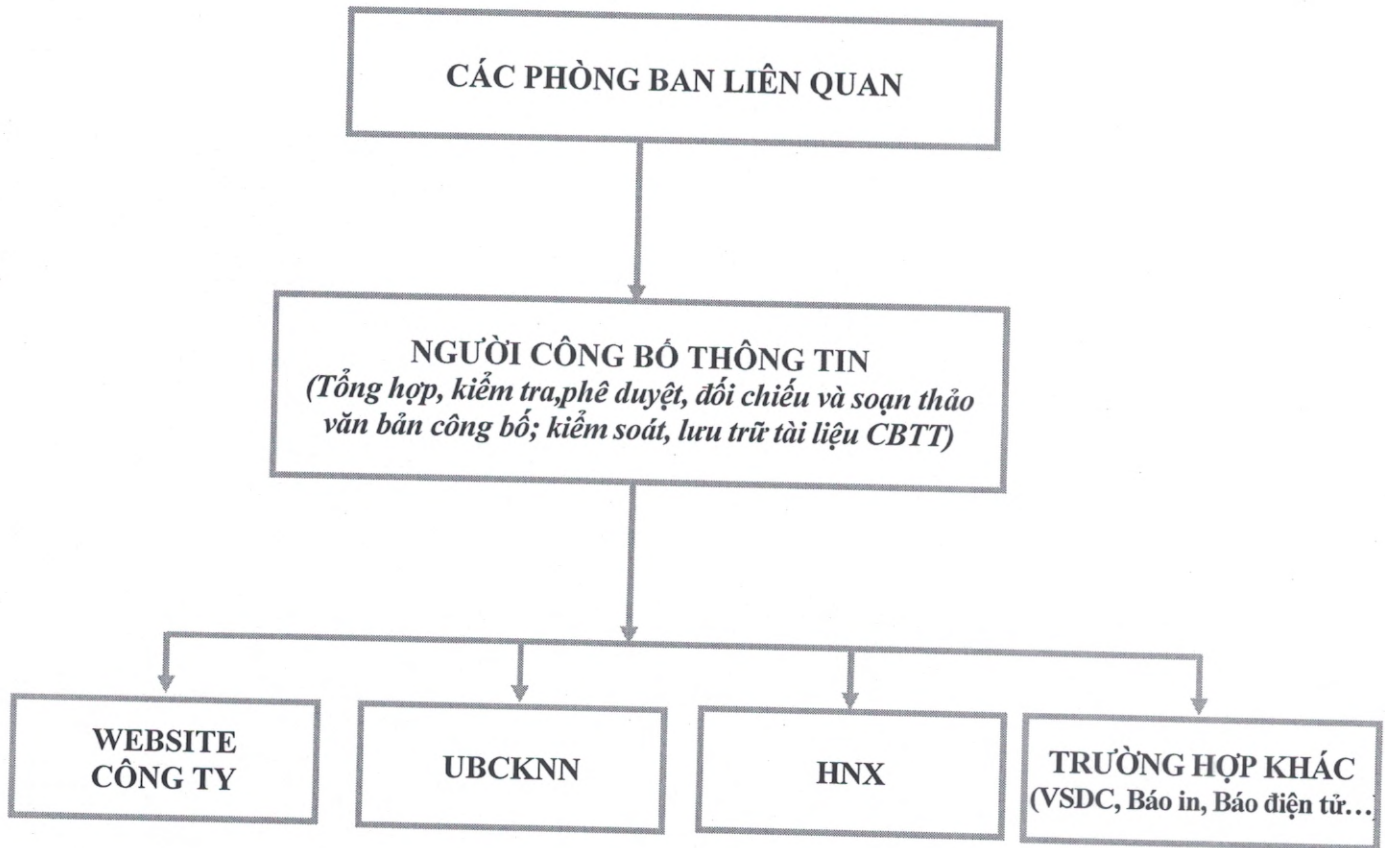 CÁC PHÒNG BAN LIÊN QUAN
NGƯỜI CÔNG BỐ THÔNG TIN
(Tổng hợp, kiểm tra,phê duyệt, đối chiếu và soạn thảo
văn bản công bố; kiểm soát, lưu trữ tài liệu CBTT)
WEBSITE
CÔNG TY
UBCKNN
HNX
TRƯỜNG HỢP KHÁC
(VSDC, Báo in, Báo điện tử…)